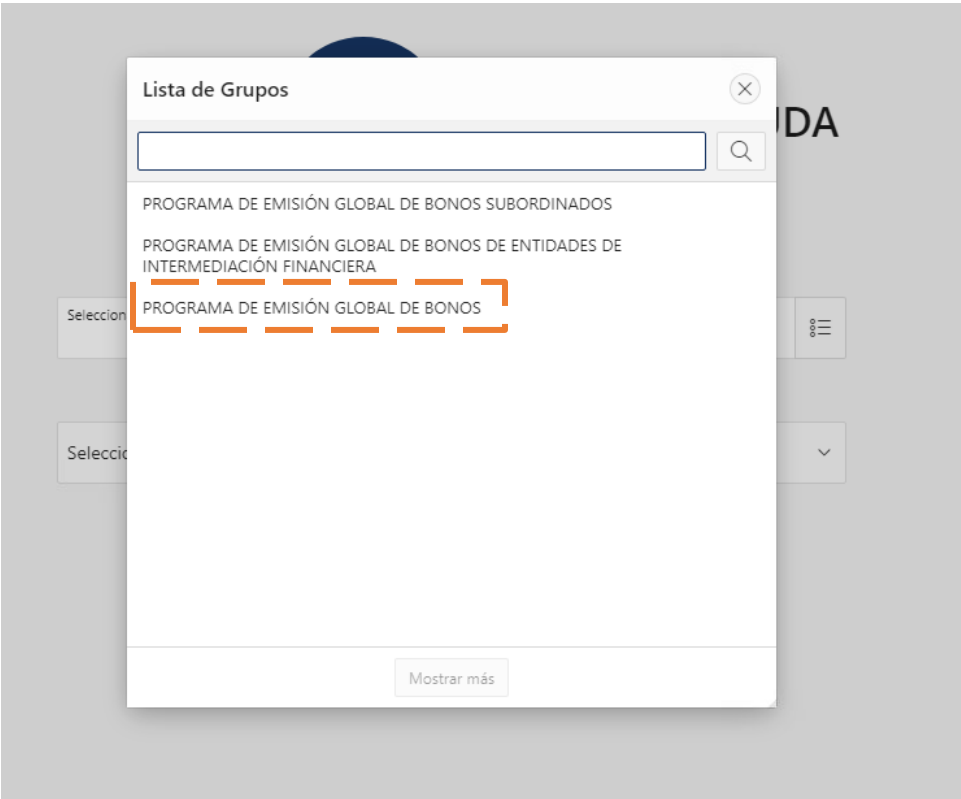 Lista de Grupos
UDA
PROGRAMA DE EMISIÓN GLOBAL DE BONOS SUBORDINADOS
PROGRAMA DE EMISIÓN GLOBAL DE BONOS DE ENTIDADES DE
INTERMEDIACIÓN FINANCIERA
PROGRAMA DE EMISIÓN GLOBAL DE BONOS
Seleccion
Seleccic
Mostrar más